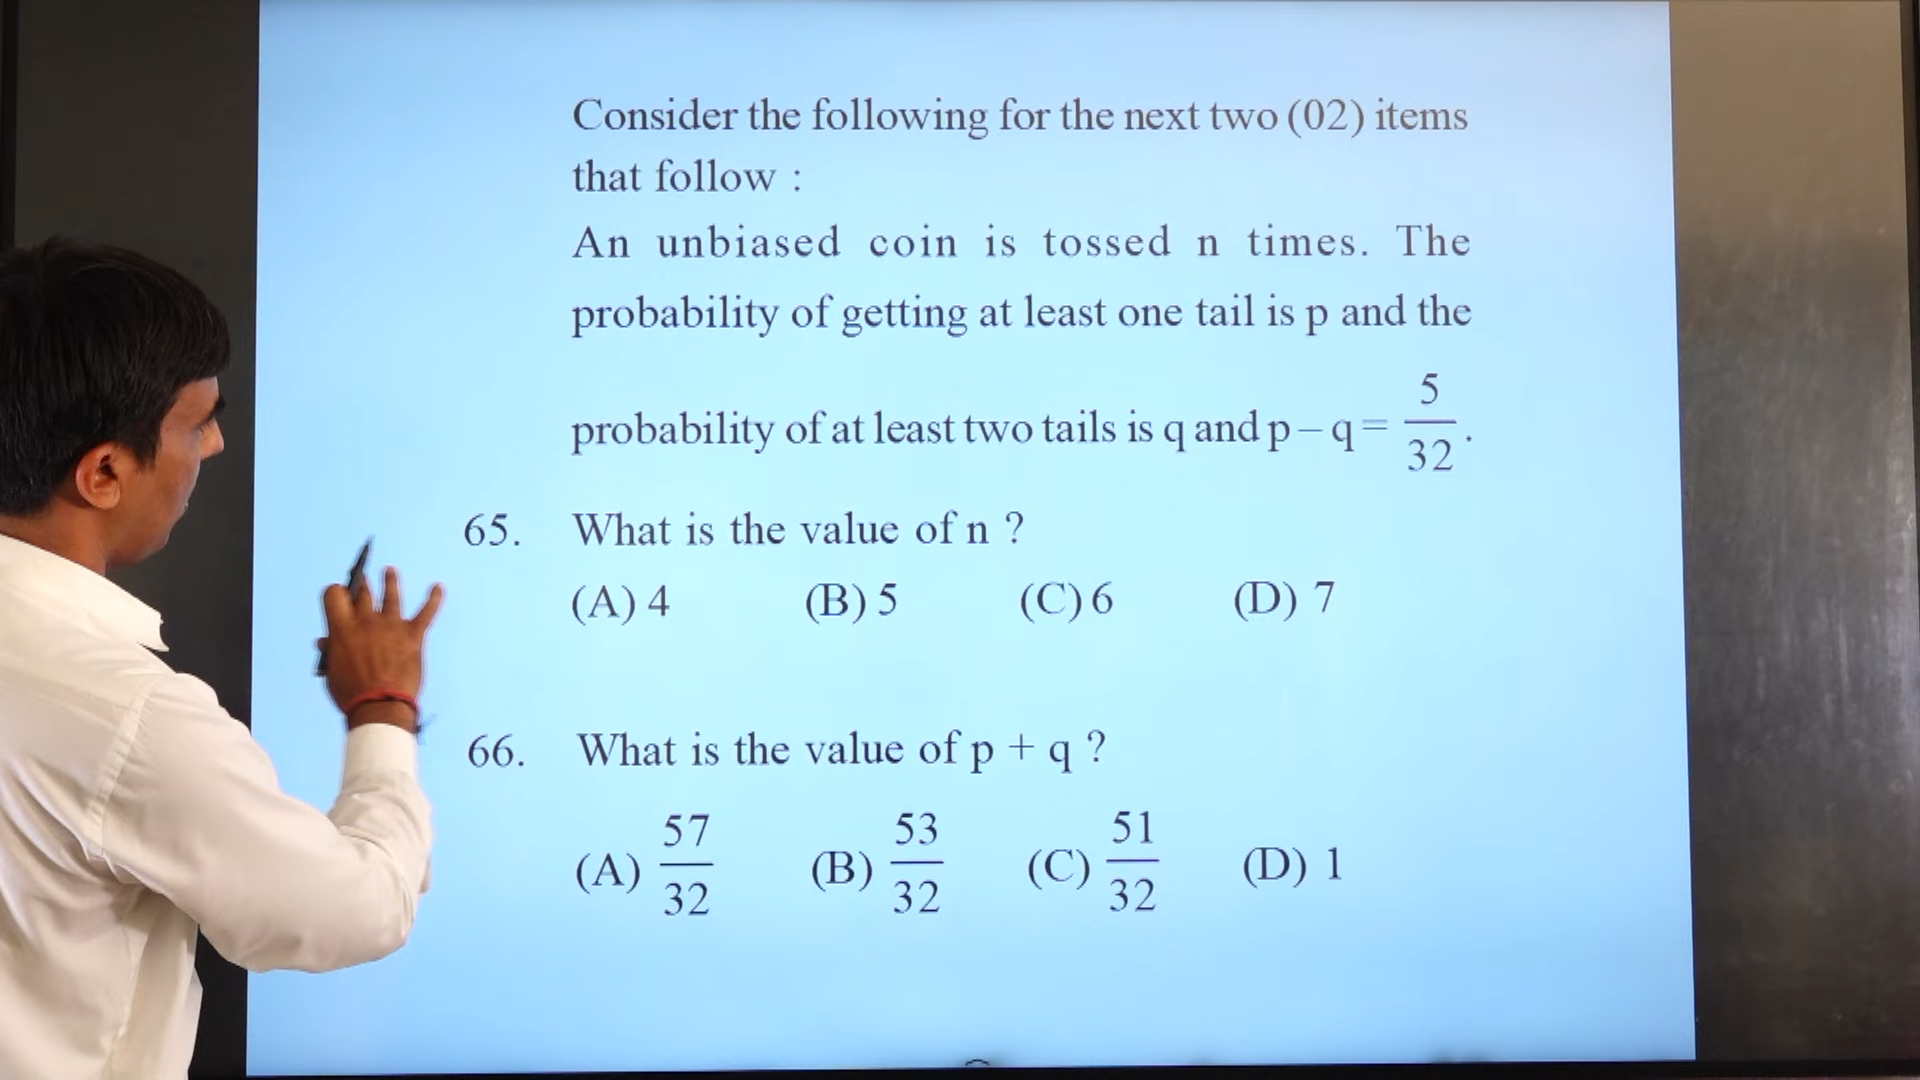 Consider the following for the next two (02) items
that follow :
An unbiased coin is tossed n times. The
probability of getting at least one tail is p and the
probability of at least two tails is q and p – q = 5/32.
65. What is the value of n ?
(A) 4 (B) 5 (C) 6 (D) 7
66. What is the value of p + q ?
(A) 57/32 (B) 53/32 (C) 51/32 (D) 1